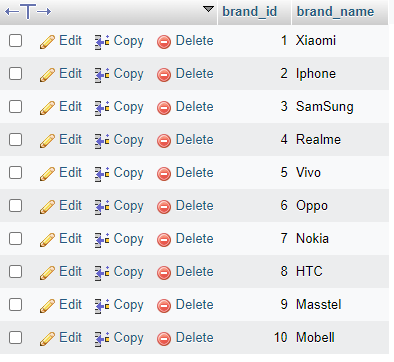 brand_id brand_name
Edit Copy Delete 1 Xiaomi
Edit Copy Delete 2 Iphone
Edit Copy Delete 3 SamSung
Edit Copy Delete 4 Realme
Edit Copy Delete 5 Vivo
Edit Copy Delete 6 Oppo
Edit Copy Delete 7 Nokia
Edit Copy Delete 8 HTC
Edit Copy Delete 9 Masstel
Edit Copy Delete 10 Mobell